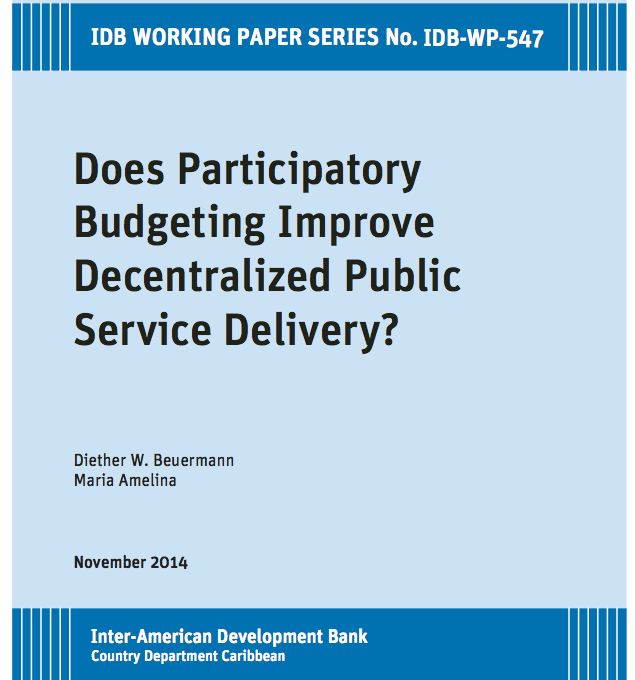 IDB WORKING PAPER SERIES No. IDB-WP-547
Does Participatory
Budgeting Improve
Decentralized Public
Service Delivery?
Diether W. Beuermann
Maria Amelina
November 2014
Inter-American Development Bank
Country Department Caribbean